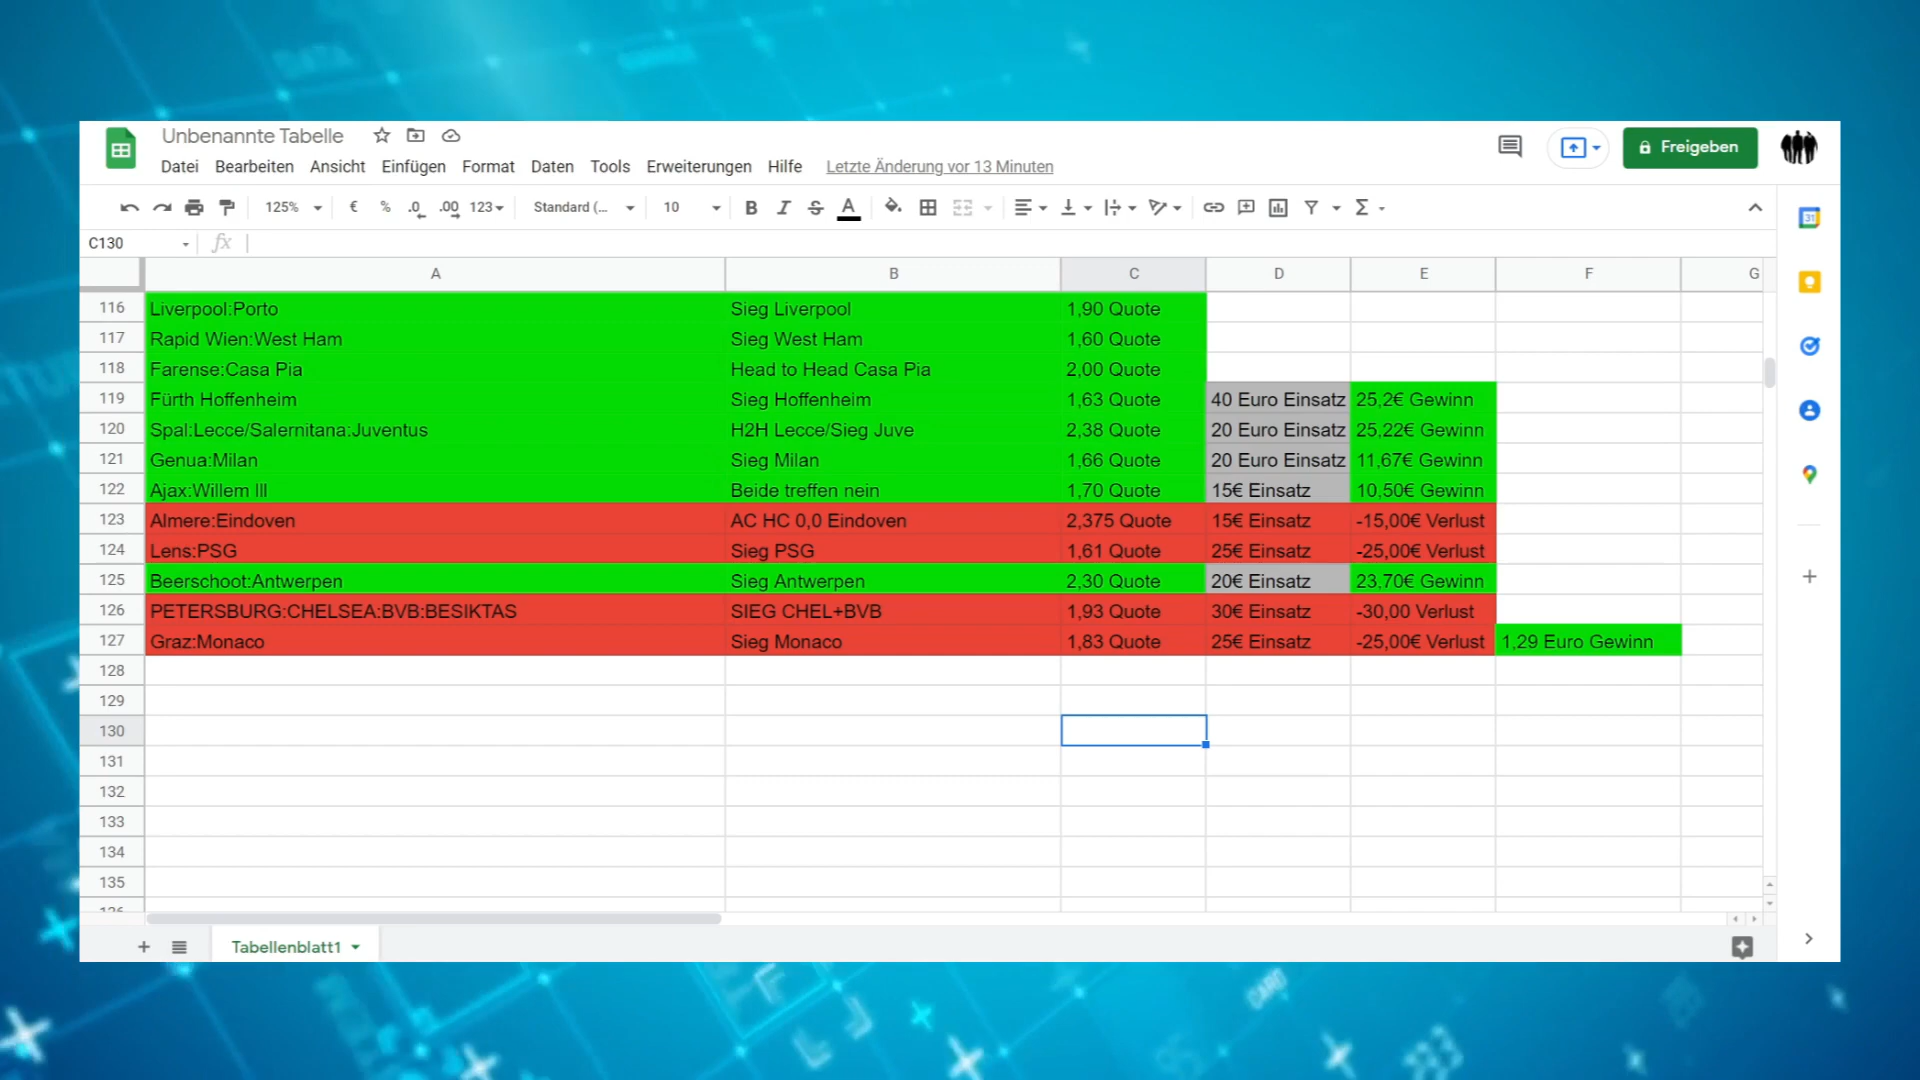 Unbenannte Tabelle
Datei Bearbeiten Ansicht Einfügen Format Daten Tools Erweiterungen Hilfe Letzte Änderung vor 13 Minuten
Freigeben
125% € % .0 .00 123 Standard (... 10 B I S A Σ
31
C130 fx
A B C D E F G
116 Liverpool:Porto Sieg Liverpool 1,90 Quote
117 Rapid Wien:West Ham Sieg West Ham 1,60 Quote
118 Farense:Casa Pia Head to Head Casa Pia 2,00 Quote
119 Fürth Hoffenheim Sieg Hoffenheim 1,63 Quote 40 Euro Einsatz 25,2€ Gewinn
120 Spal:Lecce/Salernitana:Juventus H2H Lecce/Sieg Juve 2,38 Quote 20 Euro Einsatz 25,22€ Gewinn
121 Genua:Milan Sieg Milan 1,66 Quote 20 Euro Einsatz 11,67€ Gewinn
122 Ajax:Willem III Beide treffen nein 1,70 Quote 15€ Einsatz 10,50€ Gewinn
123 Almere:Eindoven AC HC 0,0 Eindoven 2,375 Quote 15€ Einsatz -15,00€ Verlust
124 Lens:PSG Sieg PSG 1,61 Quote 25€ Einsatz -25,00€ Verlust
125 Beerschoot:Antwerpen Sieg Antwerpen 2,30 Quote 20€ Einsatz 23,70€ Gewinn
126 PETERSBURG:CHELSEA:BVB:BESIKTAS SIEG CHEL+BVB 1,93 Quote 30€ Einsatz -30,00 Verlust
127 Graz:Monaco Sieg Monaco 1,83 Quote 25€ Einsatz -25,00€ Verlust 1,29 Euro Gewinn
128
129
130
131
132
133
134
135
Tabellenblatt1
CARD